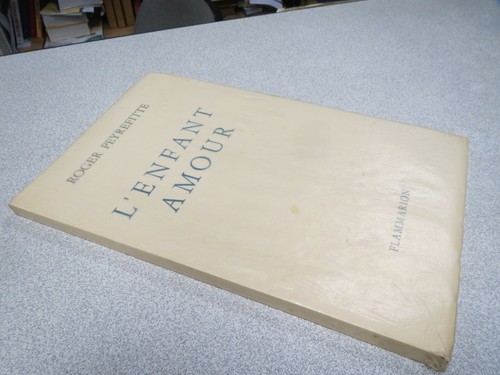 ROGER PEYREFITTE
L'ENFANT
AMOUR
FLAMMARION